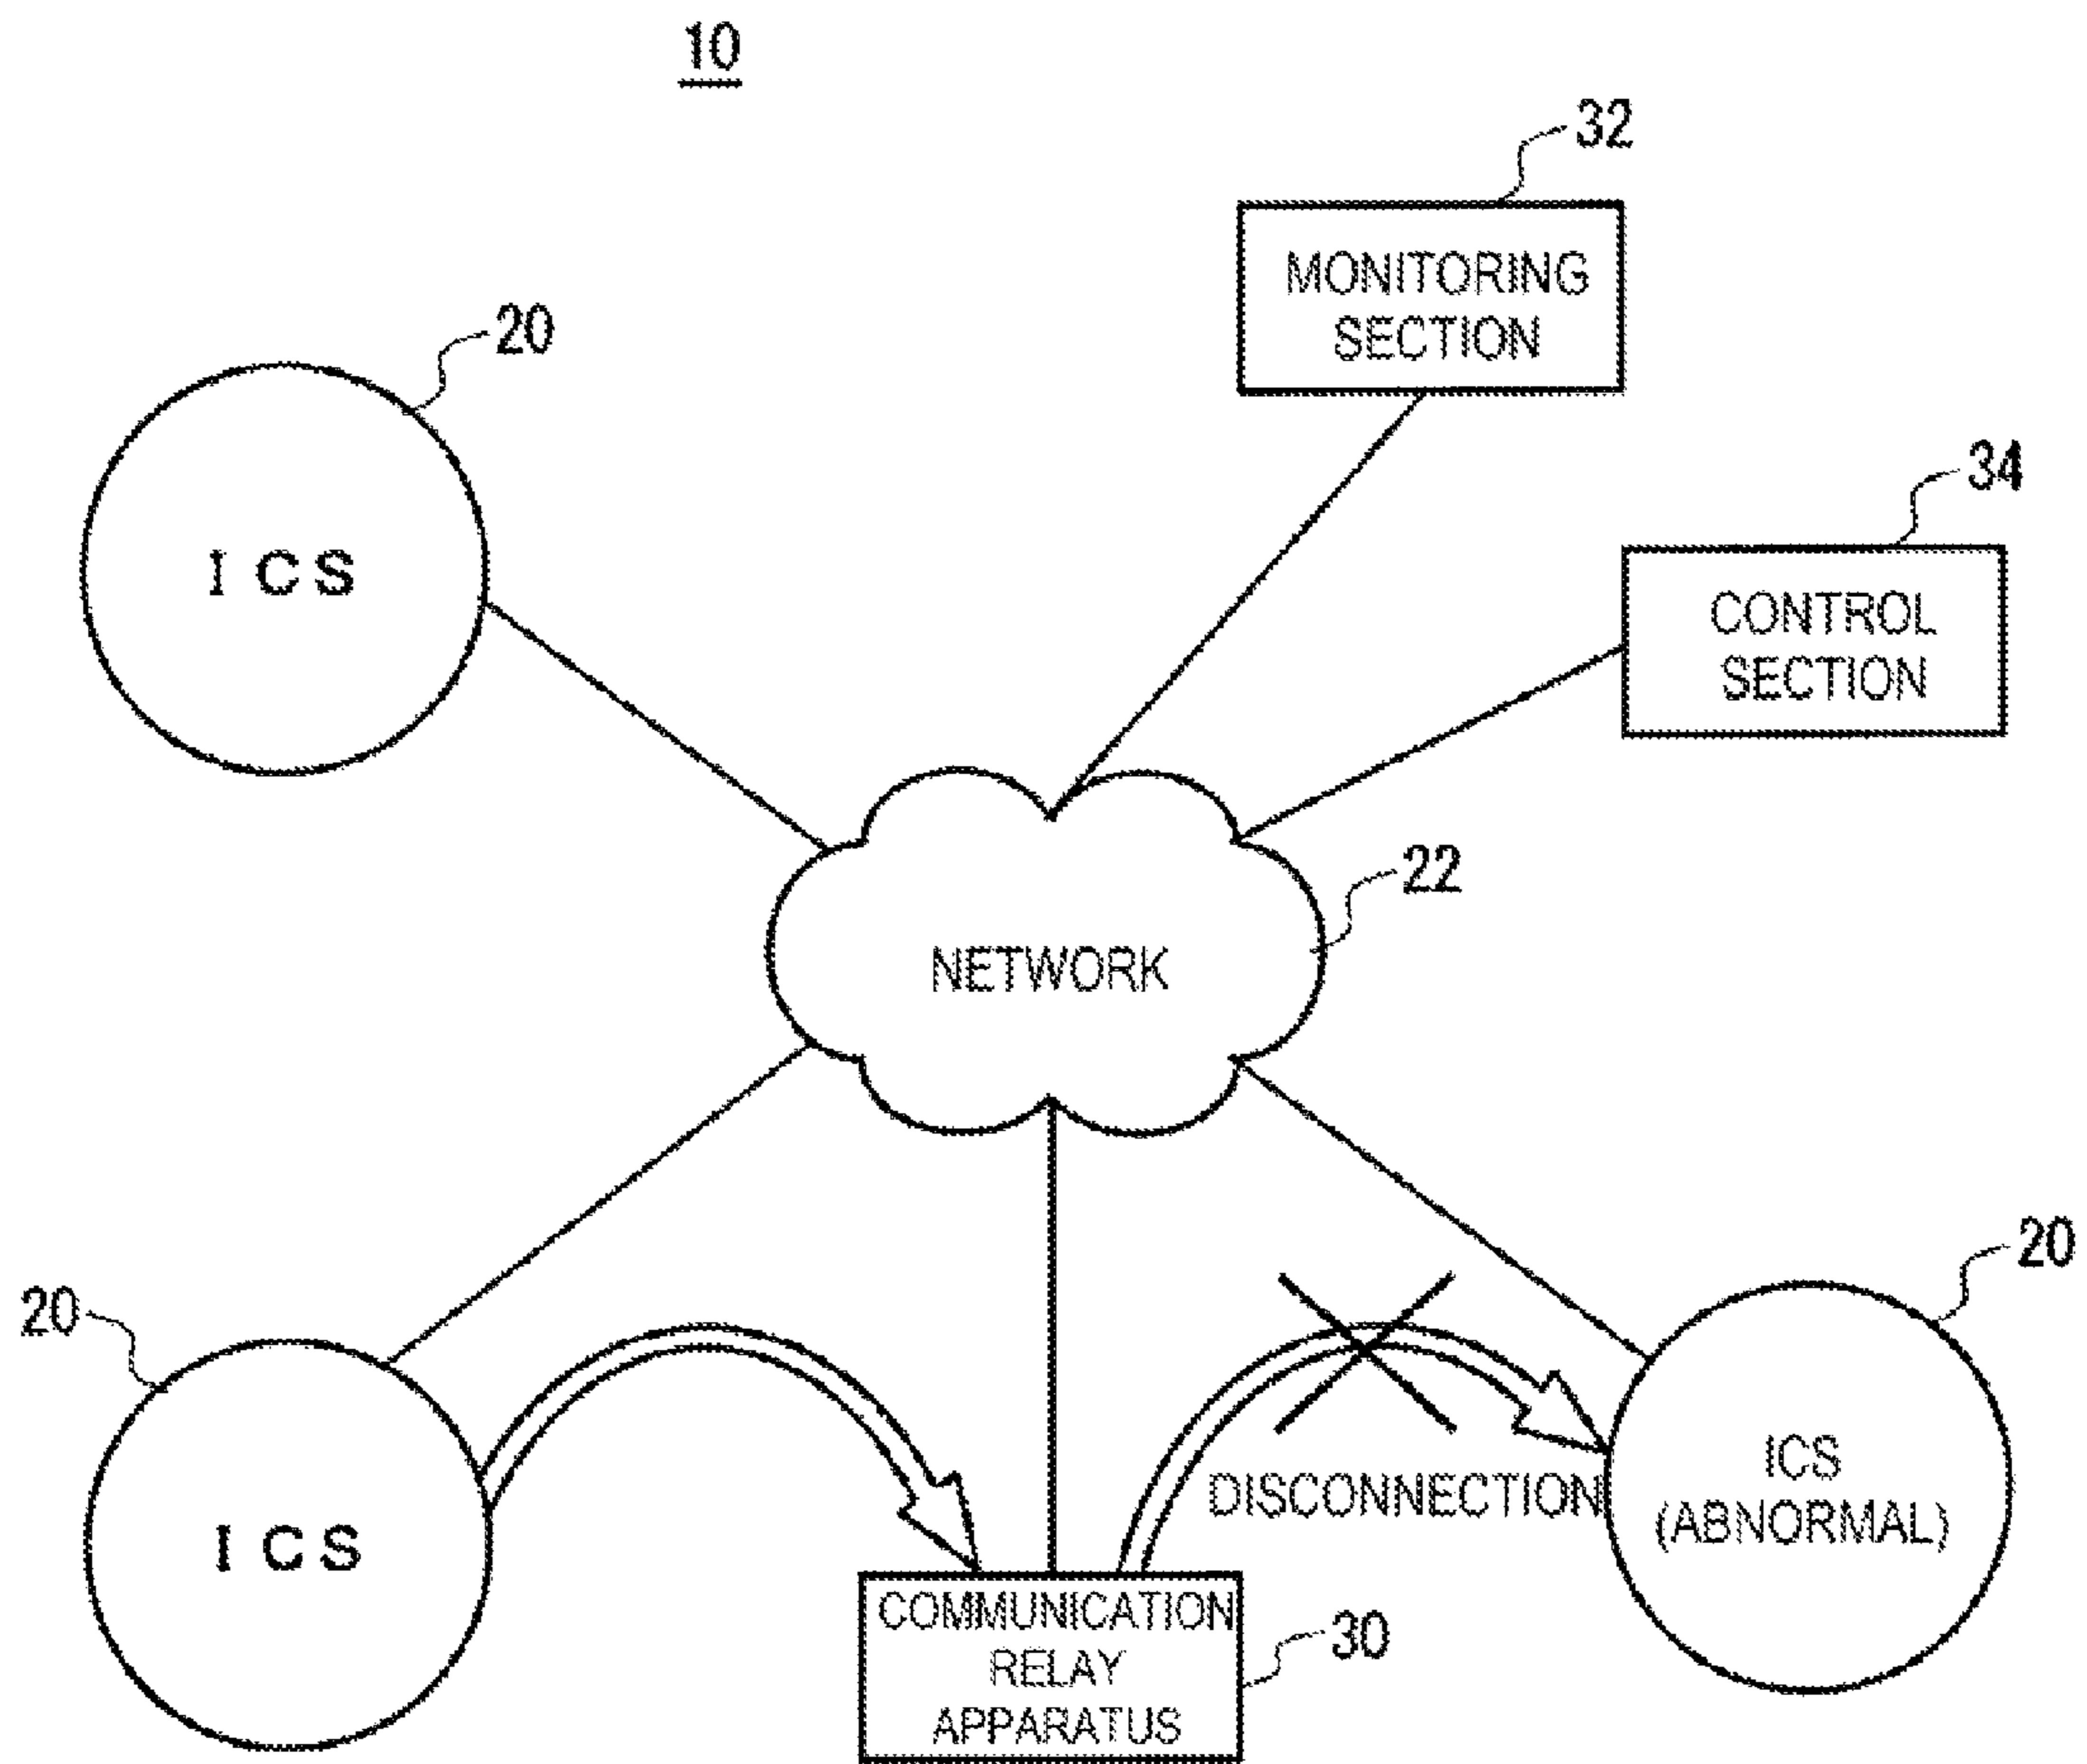 10
32
MONITORING
SECTION
20
34
ICS
CONTROL
SECTION
22
NETWORK
20
20
DISCONNECTION
ICS
(ABNORMAL)
ICS
COMMUNICATION
RELAY
APPARATUS
30